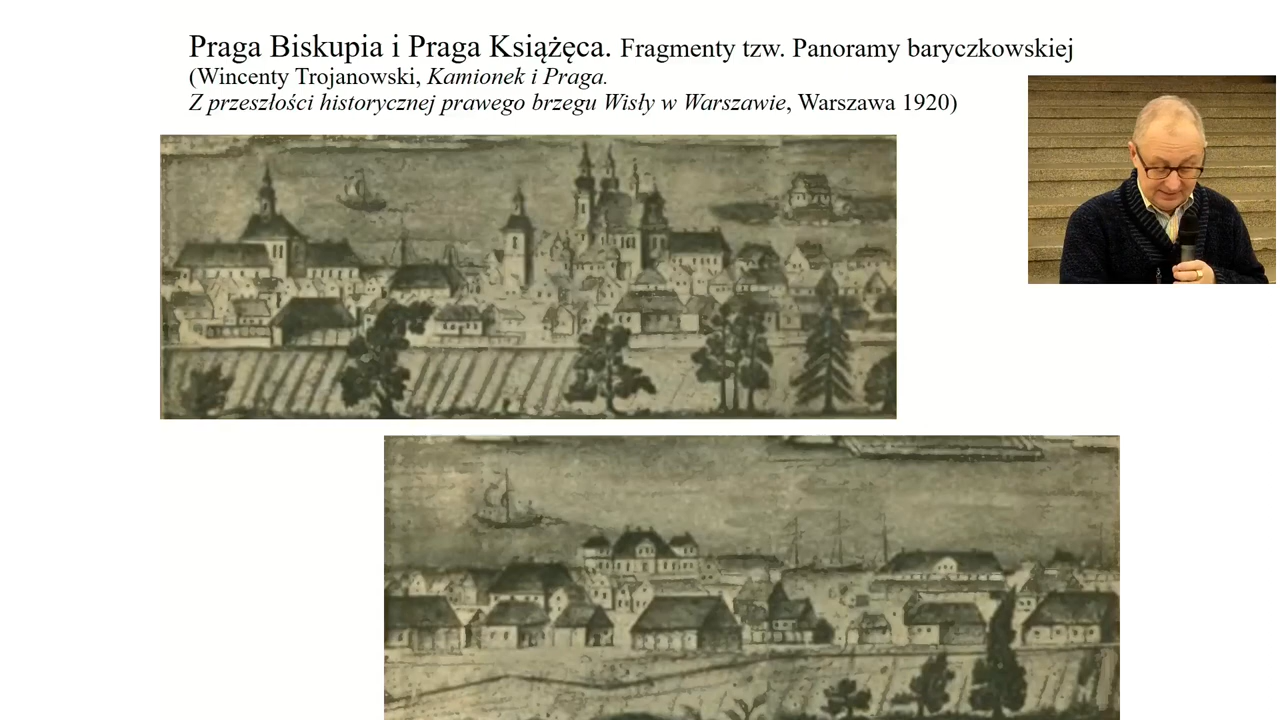 Praga Biskupia i Praga Książęca. Fragmenty tzw. Panoramy baryczkowskiej
(Wincenty Trojanowski, Kamionek i Praga.
Z przeszłości historycznej prawego brzegu Wisły w Warszawie, Warszawa 1920)